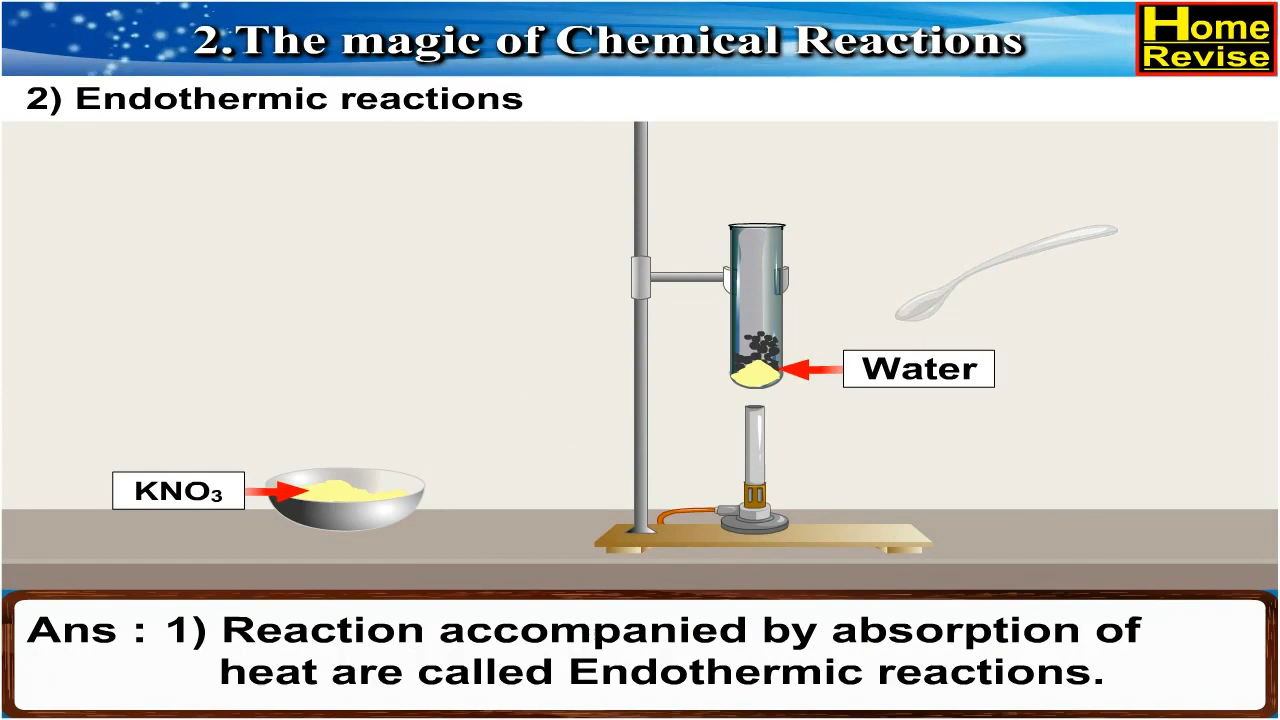 2.The magic of Chemical Reactions
Home
Revise
2) Endothermic reactions
Water
KNO₃
Ans : 1) Reaction accompanied by absorption of
heat are called Endothermic reactions.